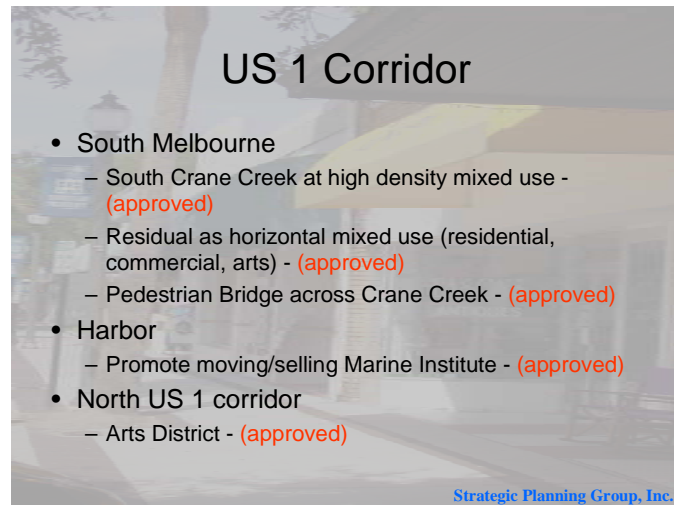 US 1 Corridor
• South Melbourne
– South Crane Creek at high density mixed use -
(approved)
– Residual as horizontal mixed use (residential,
commercial, arts) - (approved)
– Pedestrian Bridge across Crane Creek - (approved)
• Harbor
– Promote moving/selling Marine Institute - (approved)
• North US 1 corridor
– Arts District - (approved)
Strategic Planning Group, Inc.